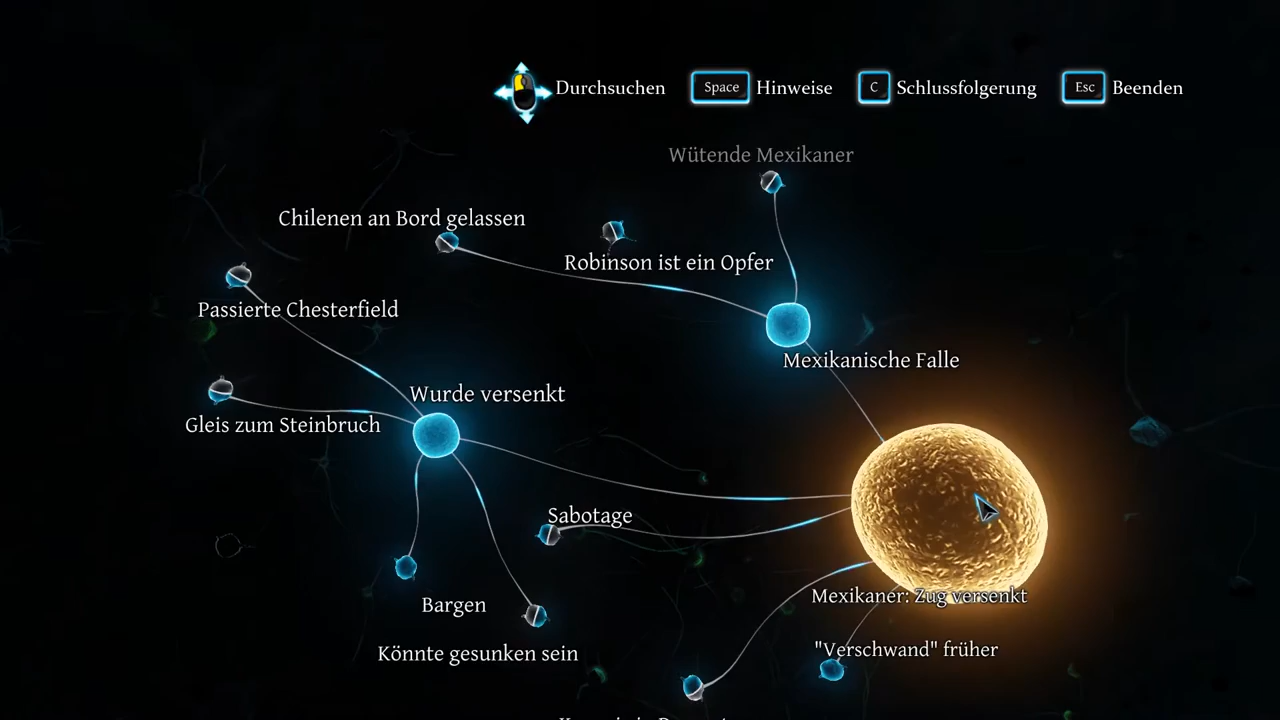 Durchsuchen
Space Hinweise
C Schlussfolgerung
Esc Beenden
Wütende Mexikaner
Chilenen an Bord gelassen
Robinson ist ein Opfer
Passierte Chesterfield
Mexikanische Falle
Wurde versenkt
Gleis zum Steinbruch
Sabotage
Mexikaner: Zug versenkt
Bargen
"Verschwand" früher
Könnte gesunken sein